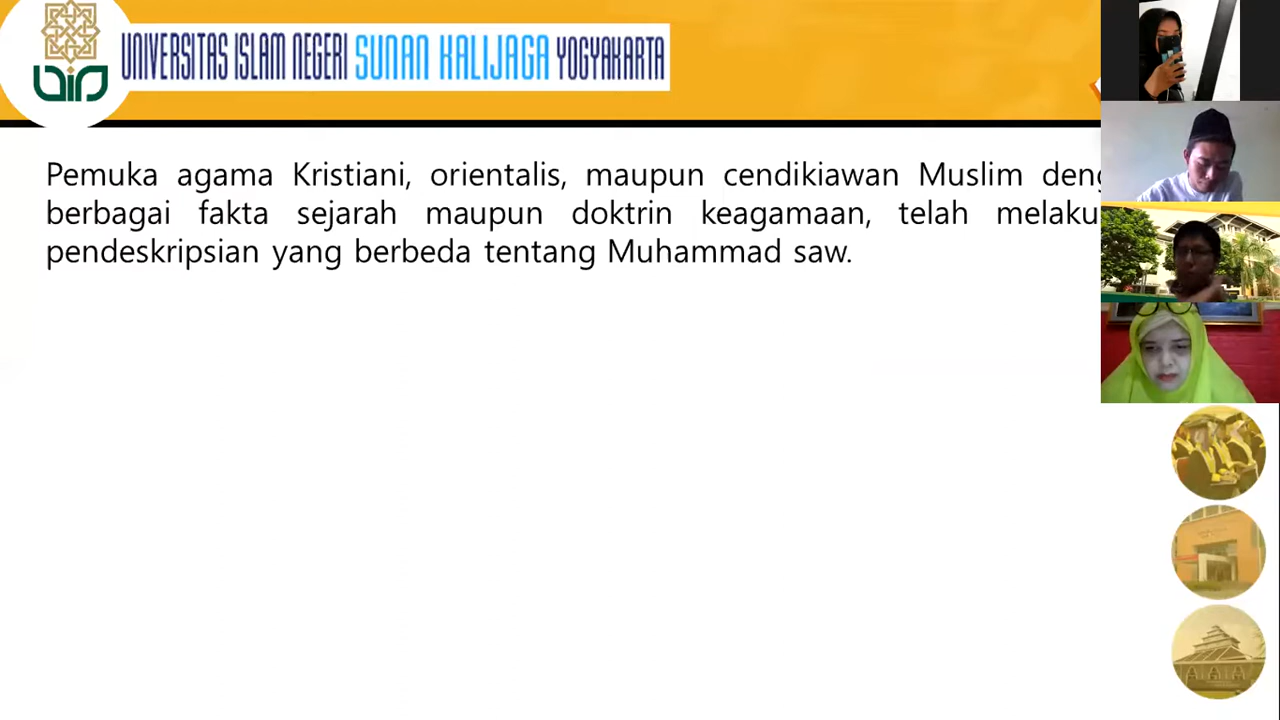 UNIVERSITAS ISLAM NEGERI SUNAN KALIJAGA YOGYAKARTA
Pemuka agama Kristiani, orientalis, maupun cendikiawan Muslim
berbagai fakta sejarah maupun doktrin keagamaan, telah
pendeskripsian yang berbeda tentang Muhammad saw.